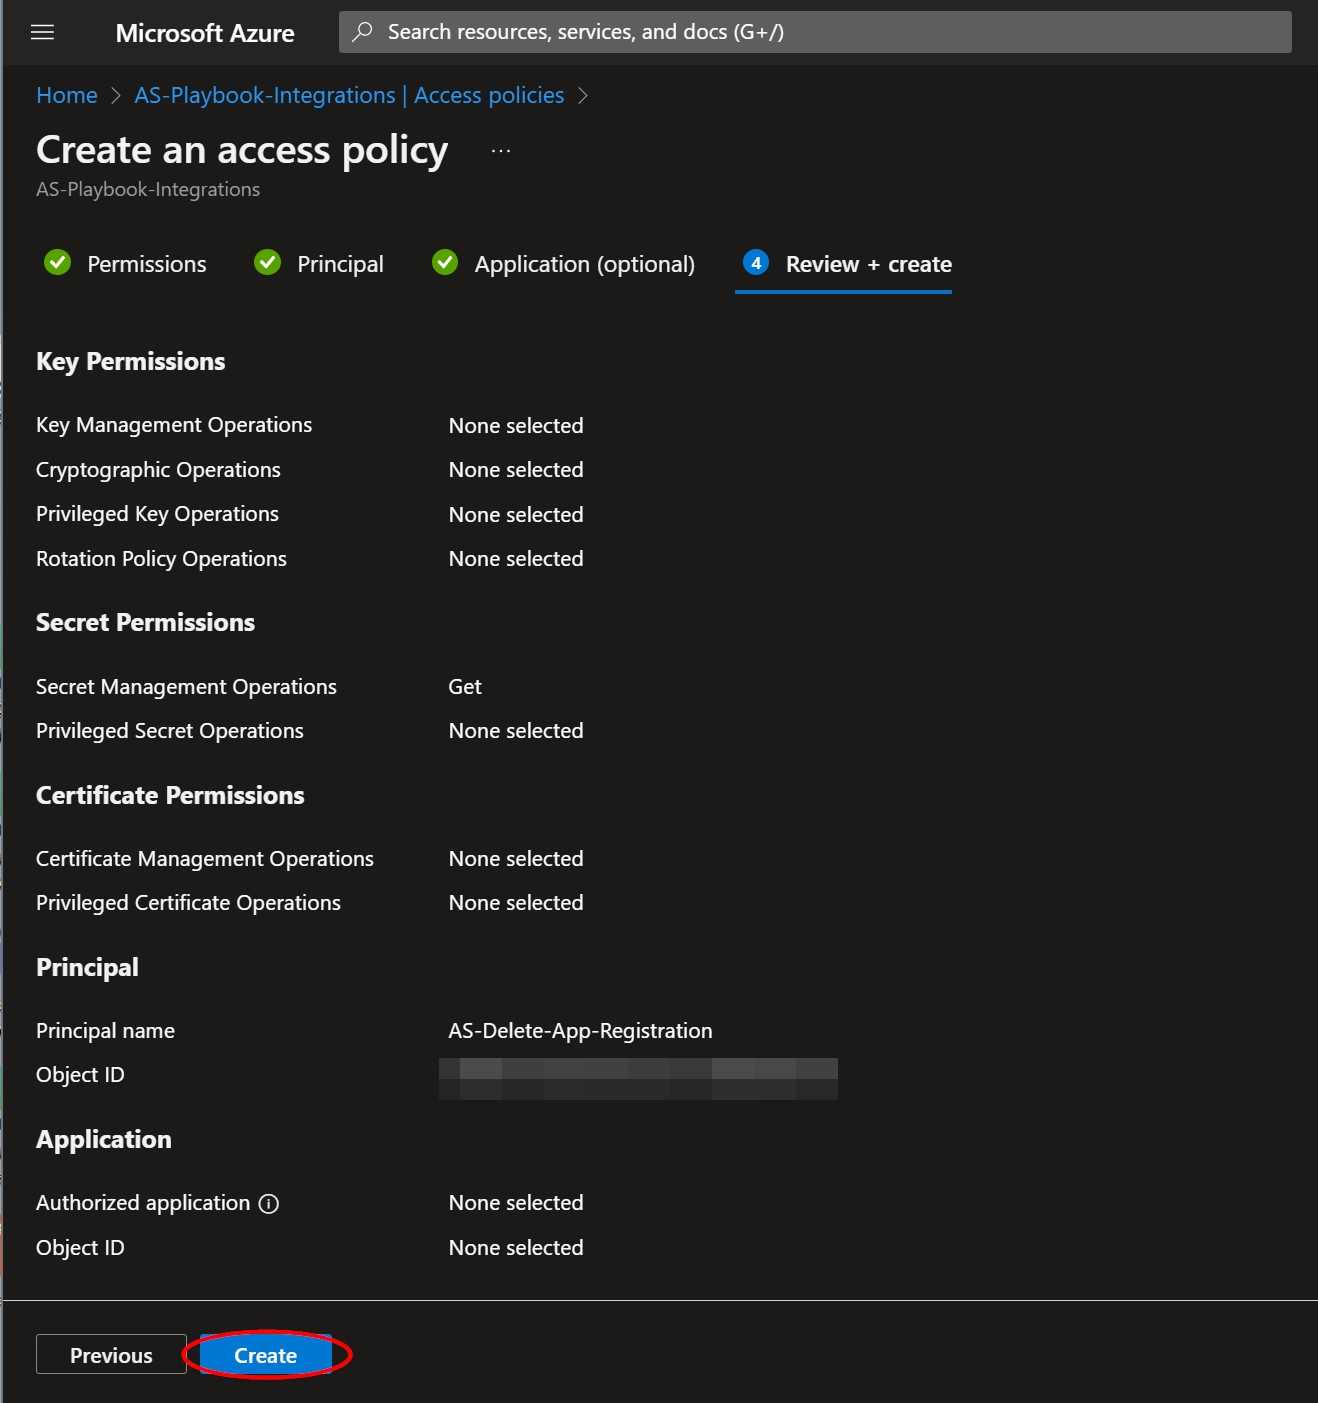 Microsoft Azure
Search resources, services, and docs (G+/)
Home > AS-Playbook-Integrations | Access policies >
Create an access policy ...
AS-Playbook-Integrations
Permissions Principal Application (optional) 4 Review + create
Key Permissions
Key Management Operations None selected
Cryptographic Operations None selected
Privileged Key Operations None selected
Rotation Policy Operations None selected
Secret Permissions
Secret Management Operations Get
Privileged Secret Operations None selected
Certificate Permissions
Certificate Management Operations None selected
Privileged Certificate Operations None selected
Principal
Principal name AS-Delete-App-Registration
Object ID
Application
Authorized application None selected
Object ID None selected
Previous Create